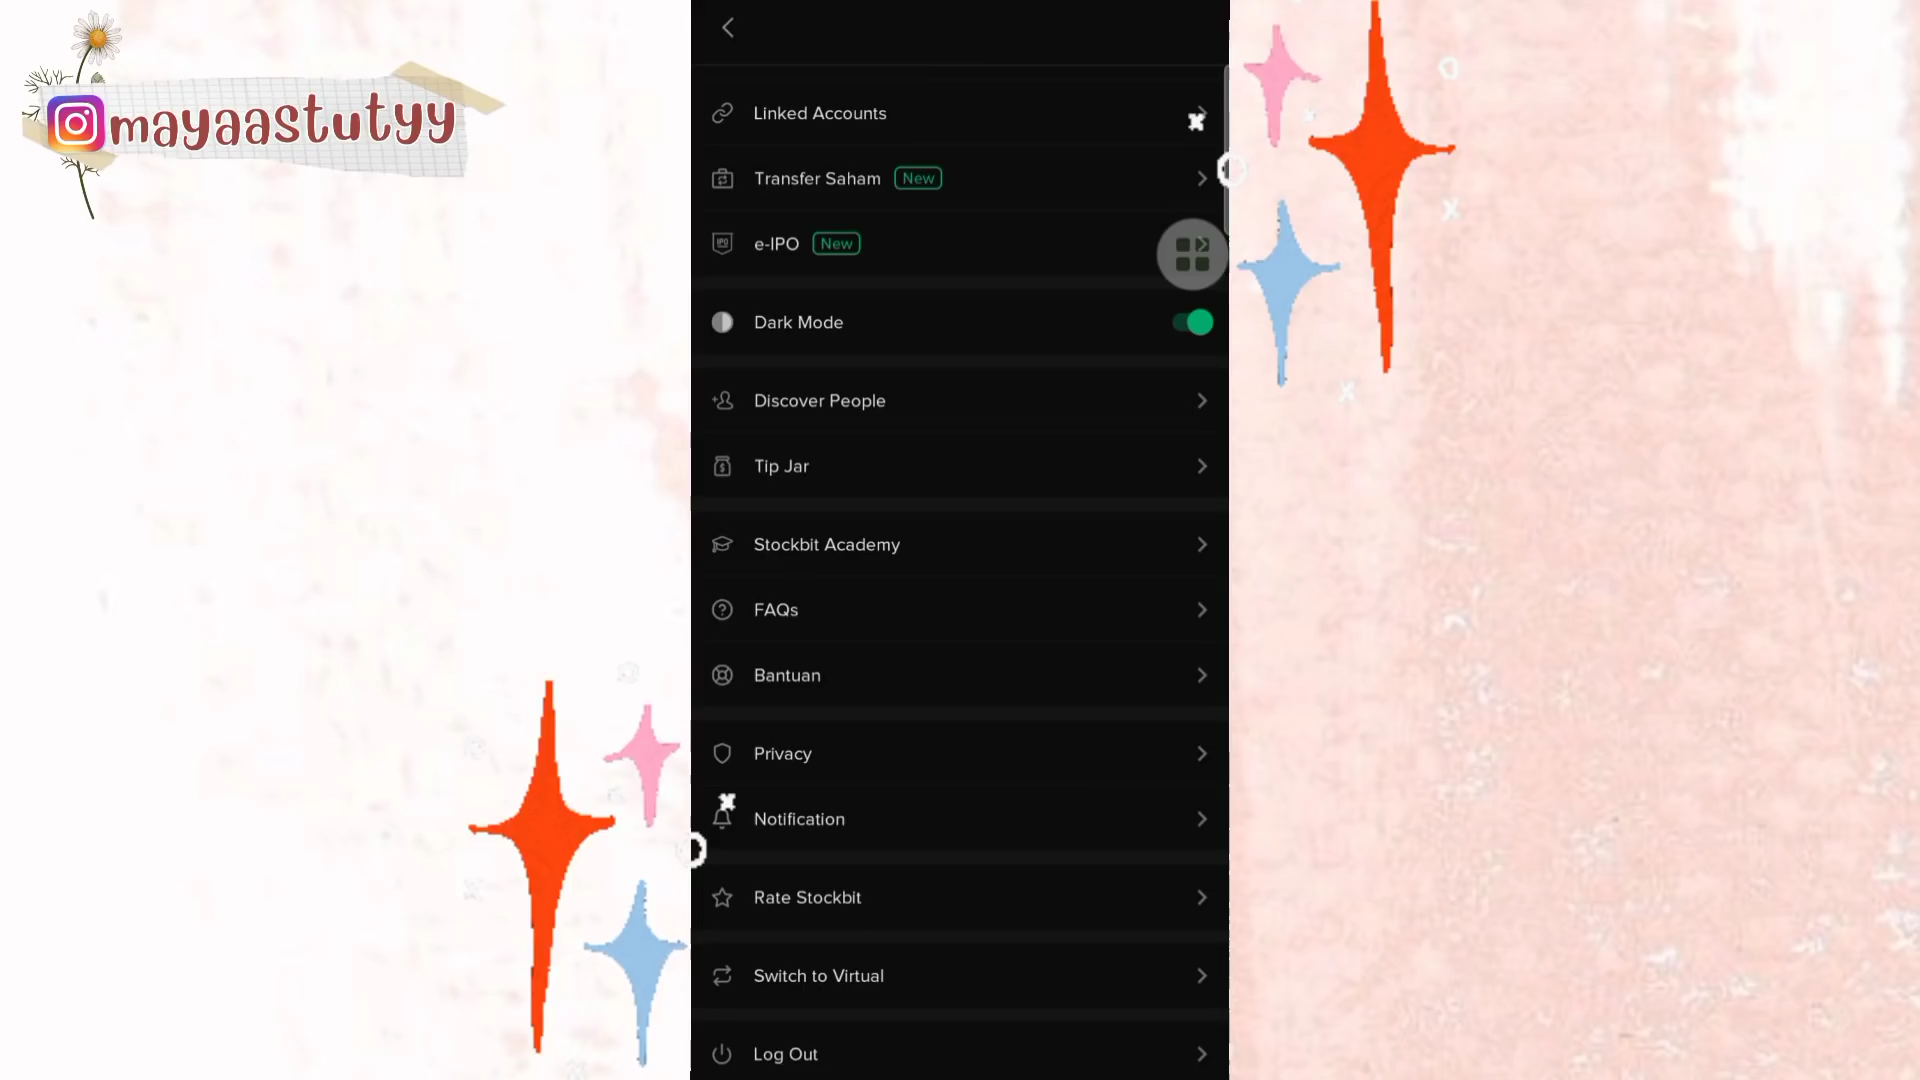 mayaastutyy
Linked Accounts
Transfer Saham New
IPO e-IPO New
Dark Mode
Discover People
Tip Jar
Stockbit Academy
FAQs
Bantuan
Privacy
Notification
Rate Stockbit
Switch to Virtual
Log Out